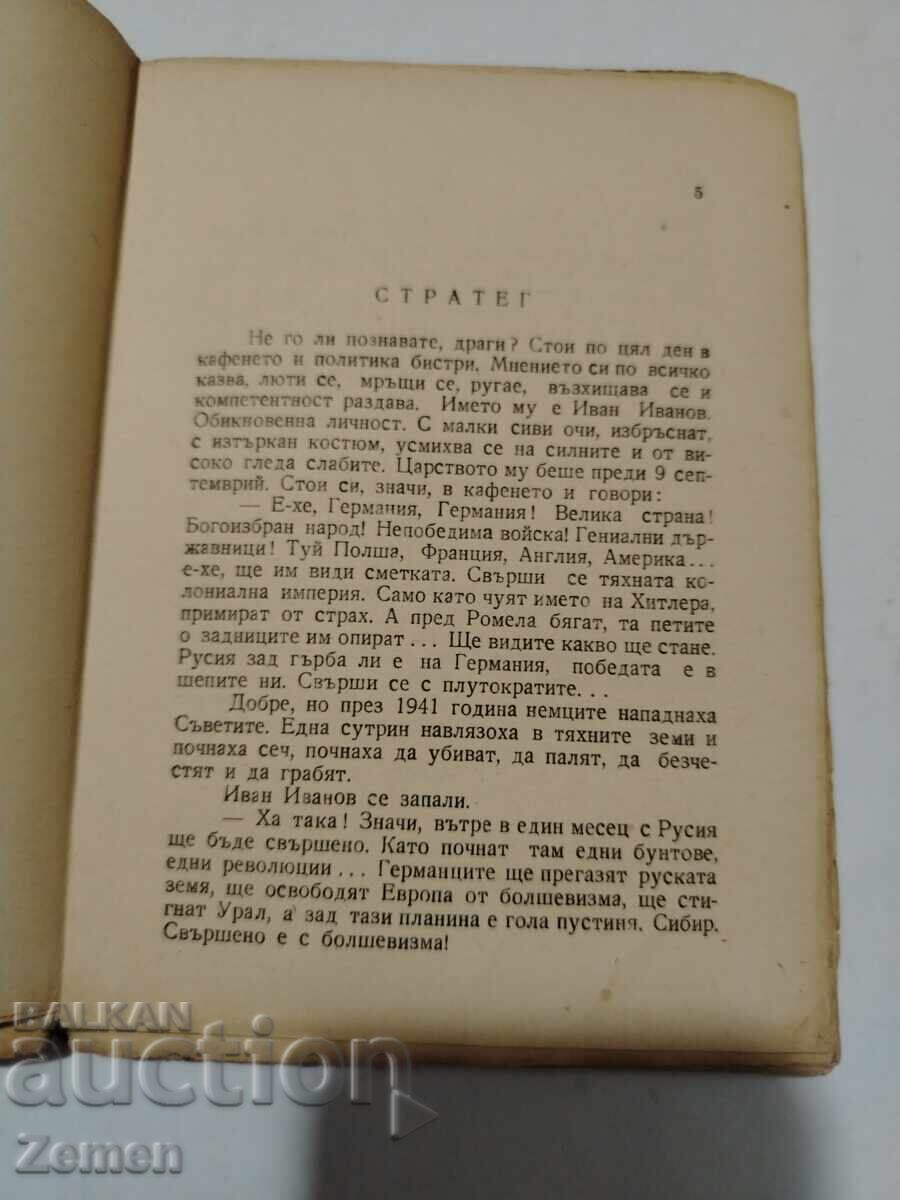 5
СТРАТЕГ
Не го ли познавате, драги? Стои по цял ден в
кафенето и политика бистри. Мнението си по всичко
казва, люти се, мръщи се, ругае, възхищава се и
компетентност раздава. Името му е Иван Иванов.
Обикновенна личност. С малки сиви очи, избръснат,
с изтъркан костюм, усмихва се на силните и от ви-
соко гледа слабите. Царството му беше преди 9 сеп-
темврий. Стои си, значи, в кафенето и говори:
— Е-хе, Германия, Германия! Велика страна!
Богоизбран народ! Непобедима войска! Гениални дър-
жавници! Туй Полша, Франция, Англия, Америка...
е-хе, ще им види сметката. Свърши се тяхната ко-
лониална империя. Само като чуят името на Хитлера,
примират от страх. А пред Ромела бягат, та петите
о задниците им опират... Ще видите какво ще стане.
Русия зад гърба ли е на Германия, победата е в
шепите ни. Свърши се с плутократите...
Добре, но през 1941 година немците нападнаха
Съветите. Една сутрин навлязоха в техните земи и
почнаха сеч, почнаха да убиват, да палят, да безче-
стят и да грабят.
Иван Иванов се запали.
— Ха така! Значи, вътре в един месец с Русия
ще бъде свършено. Като почнат там едни бунтове,
едни революции... Германците ще прегазят руската
земя, ще освободят Европа от болшевизма, ще сти-
гнат Урал, а зад тази планина е гола пустиня. Сибир.
Свършено е с болшевизма!
BALKAN
auction
Zemen